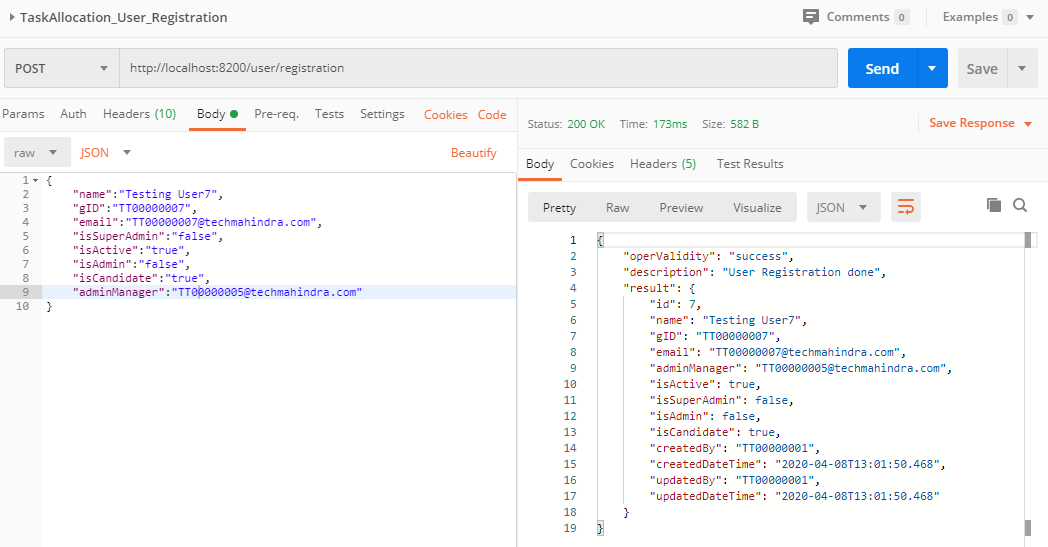 TaskAllocation_User_Registration
Comments 0
Examples 0
POST
http://localhost:8200/user/registration
Send
Save
Params Auth Headers (10) Body Pre-req. Tests Settings Cookies Code
raw JSON Beautify
1 {
2 "name":"Testing User7",
3 "gID":"TT00000007",
4 "email":"TT00000007@techmahindra.com",
5 "isSuperAdmin":"false",
6 "isActive":"true",
7 "isAdmin":"false",
8 "isCandidate":"true",
9 "adminManager":"TT00000005@techmahindra.com"
10 }
Status: 200 OK Time: 173ms Size: 582 B Save Response
Body Cookies Headers (5) Test Results
Pretty Raw Preview Visualize JSON
1 {
2 "operValidity": "success",
3 "description": "User Registration done",
4 "result": {
5 "id": 7,
6 "name": "Testing User7",
7 "gID": "TT00000007",
8 "email": "TT00000007@techmahindra.com",
9 "adminManager": "TT00000005@techmahindra.com",
10 "isActive": true,
11 "isSuperAdmin": false,
12 "isAdmin": false,
13 "isCandidate": true,
14 "createdBy": "TT00000001",
15 "createdDateTime": "2020-04-08T13:01:50.468",
16 "updatedBy": "TT00000001",
17 "updatedDateTime": "2020-04-08T13:01:50.468"
18 }
19 }